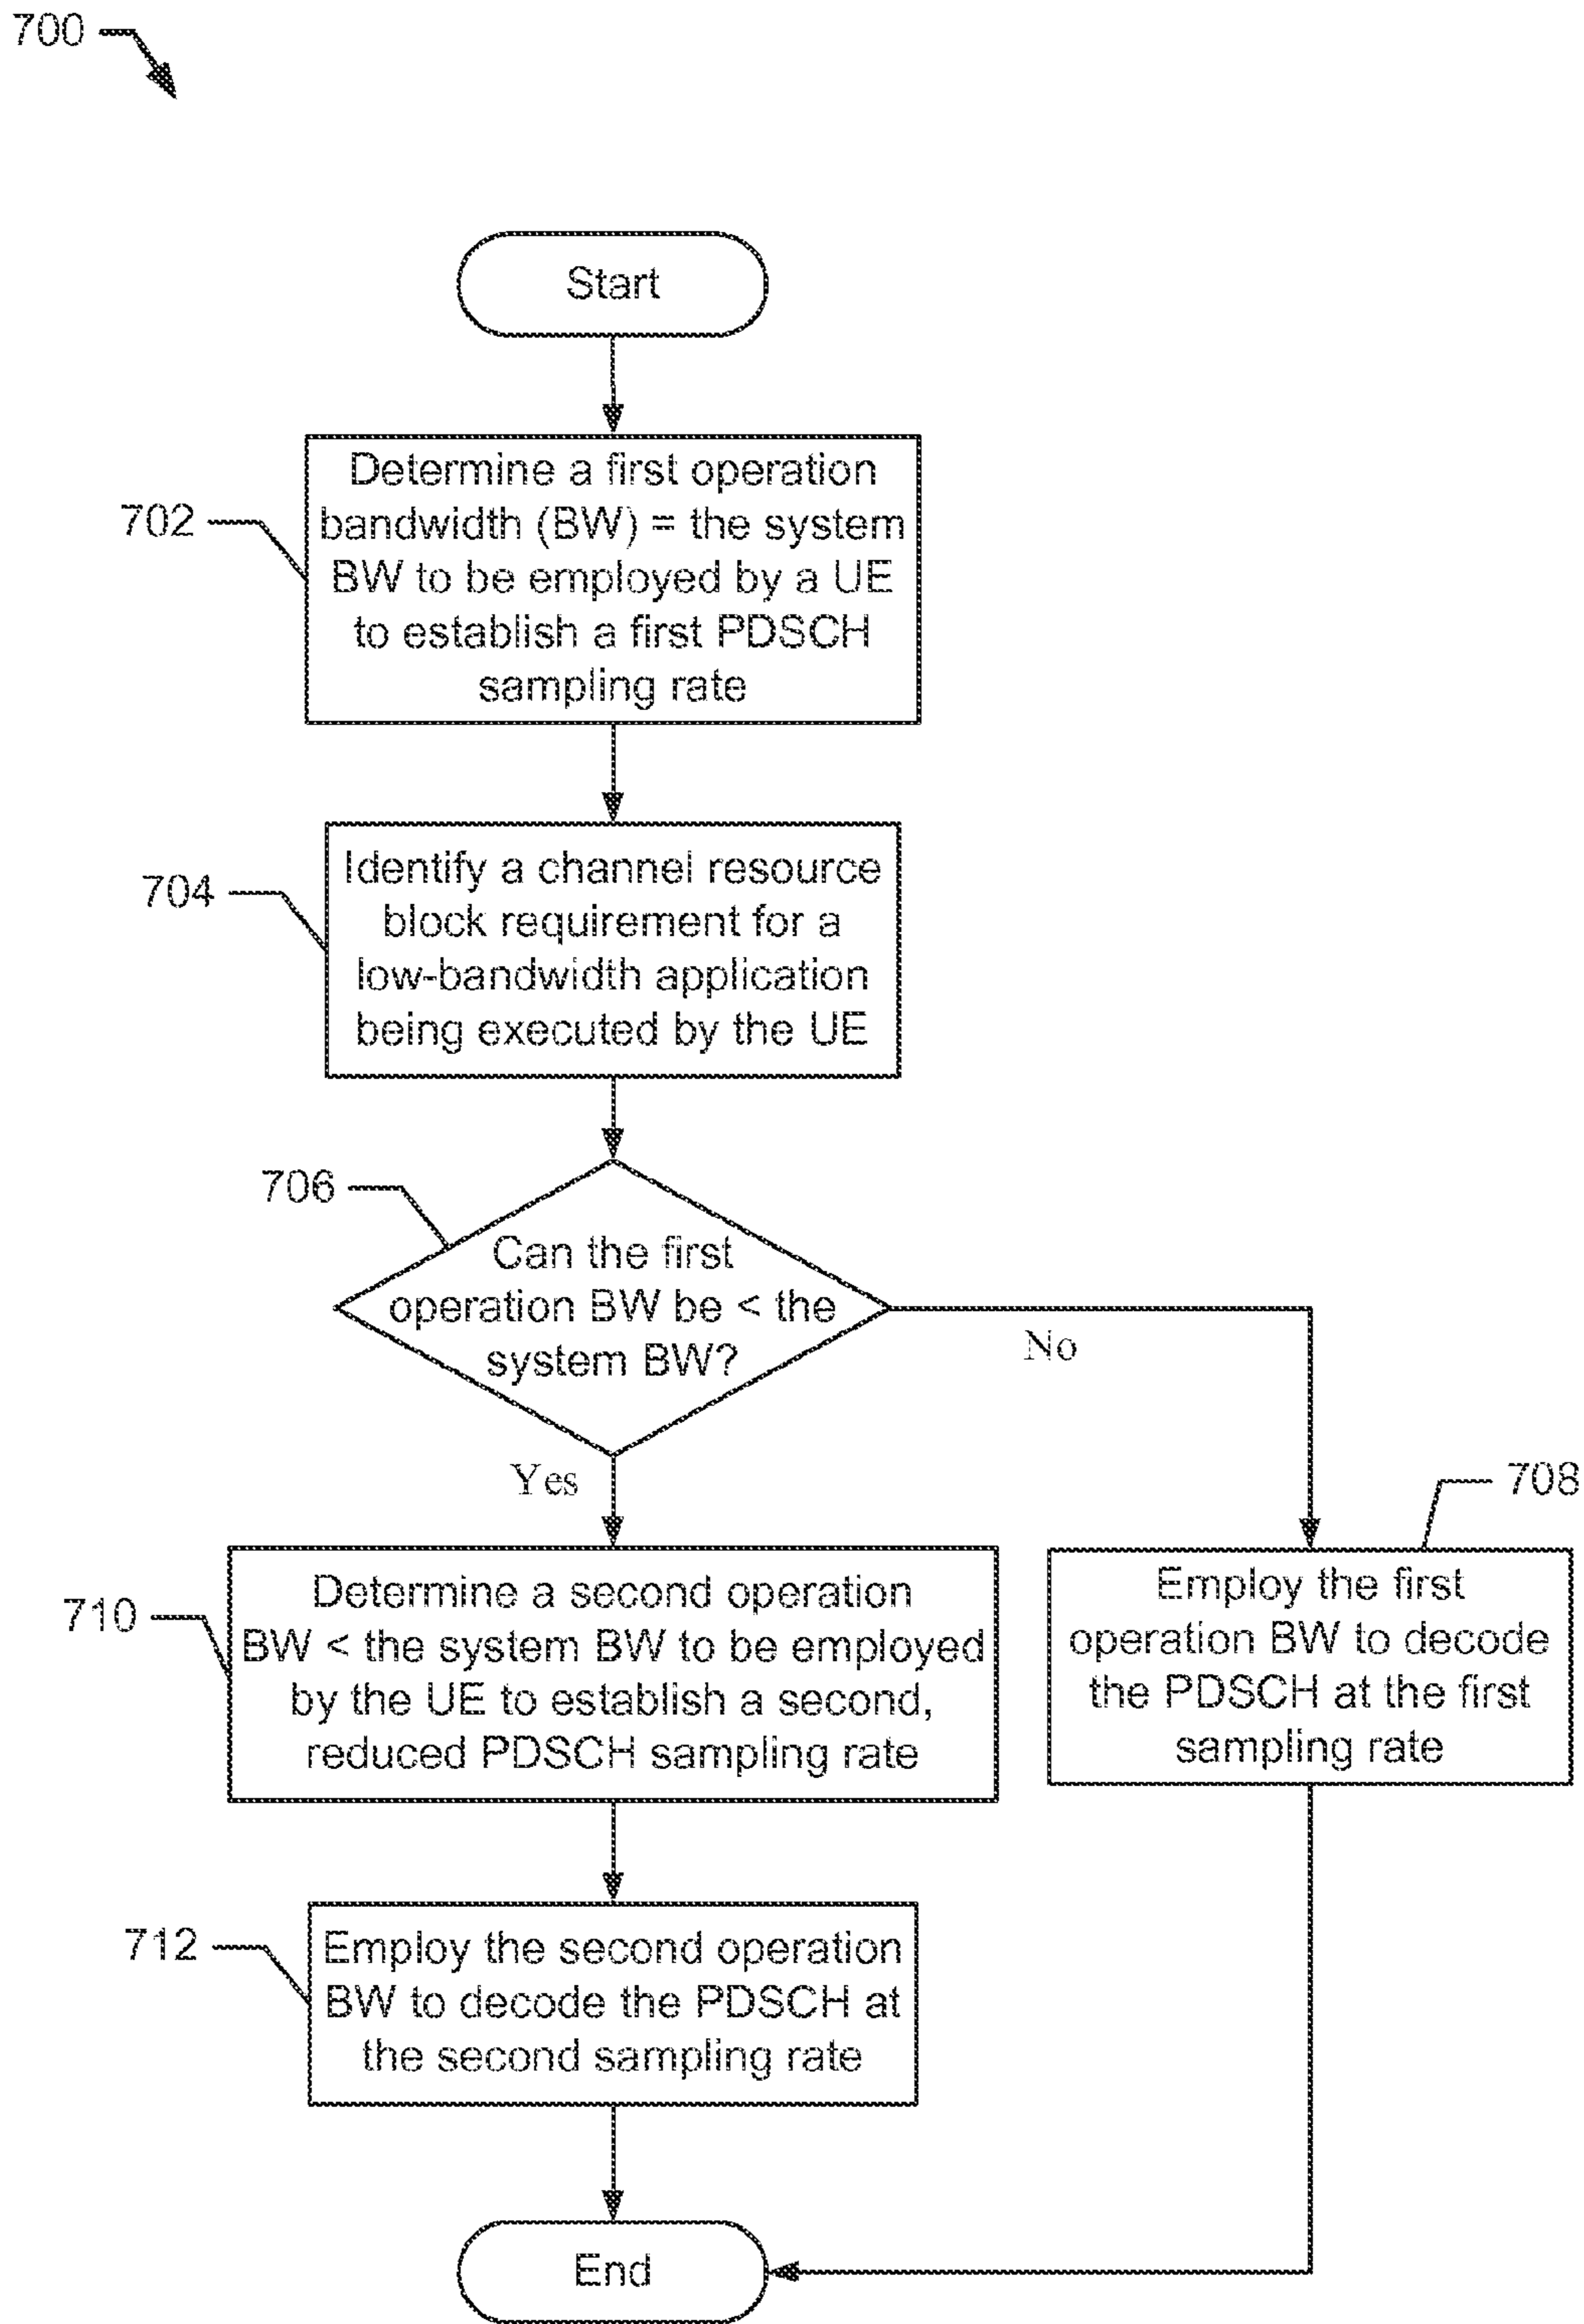 700
Start
702
Determine a first operation
bandwidth (BW) = the system
BW to be employed by a UE
to establish a first PDSCH
sampling rate
704
Identify a channel resource
block requirement for a
low-bandwidth application
being executed by the UE
706
Can the first
operation BW be < the
system BW?
No
Yes
708
Employ the first
operation BW to decode
the PDSCH at the first
sampling rate
710
Determine a second operation
BW < the system BW to be employed
by the UE to establish a second,
reduced PDSCH sampling rate
712
Employ the second operation
BW to decode the PDSCH at
the second sampling rate
End